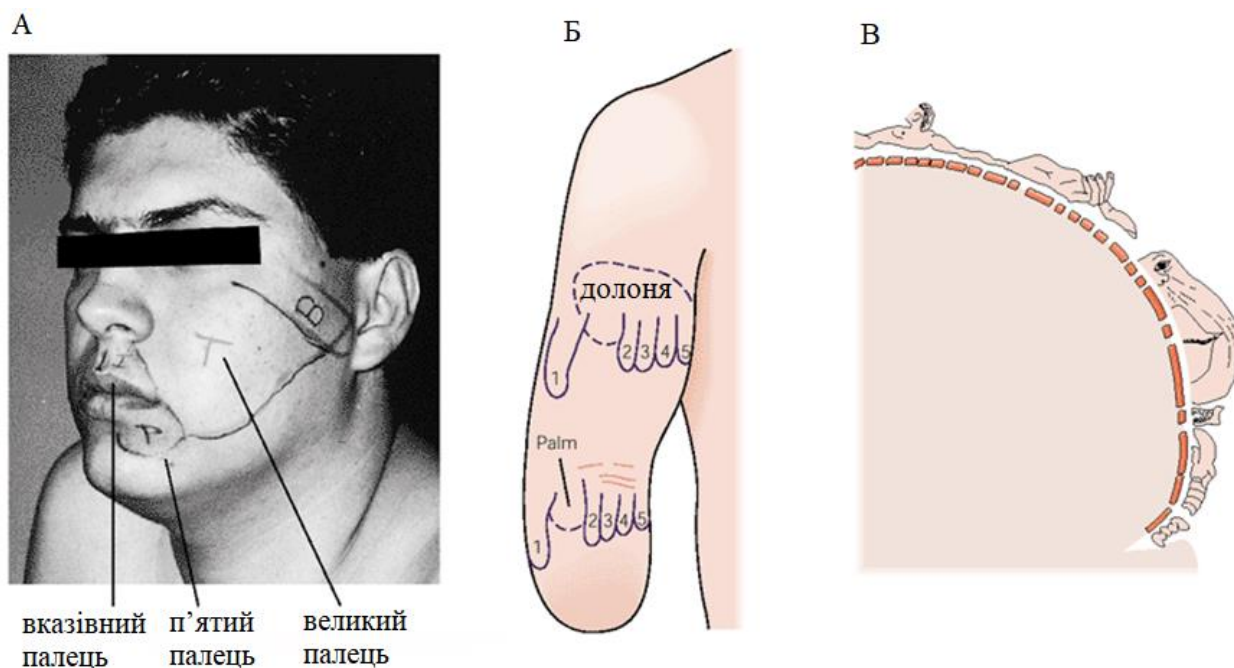 А
Б
В
B
T
T
долоня
1
2 3 4 5
Palm
1
2 3 4 5
вказівний палець
п’ятий палець
великий палець